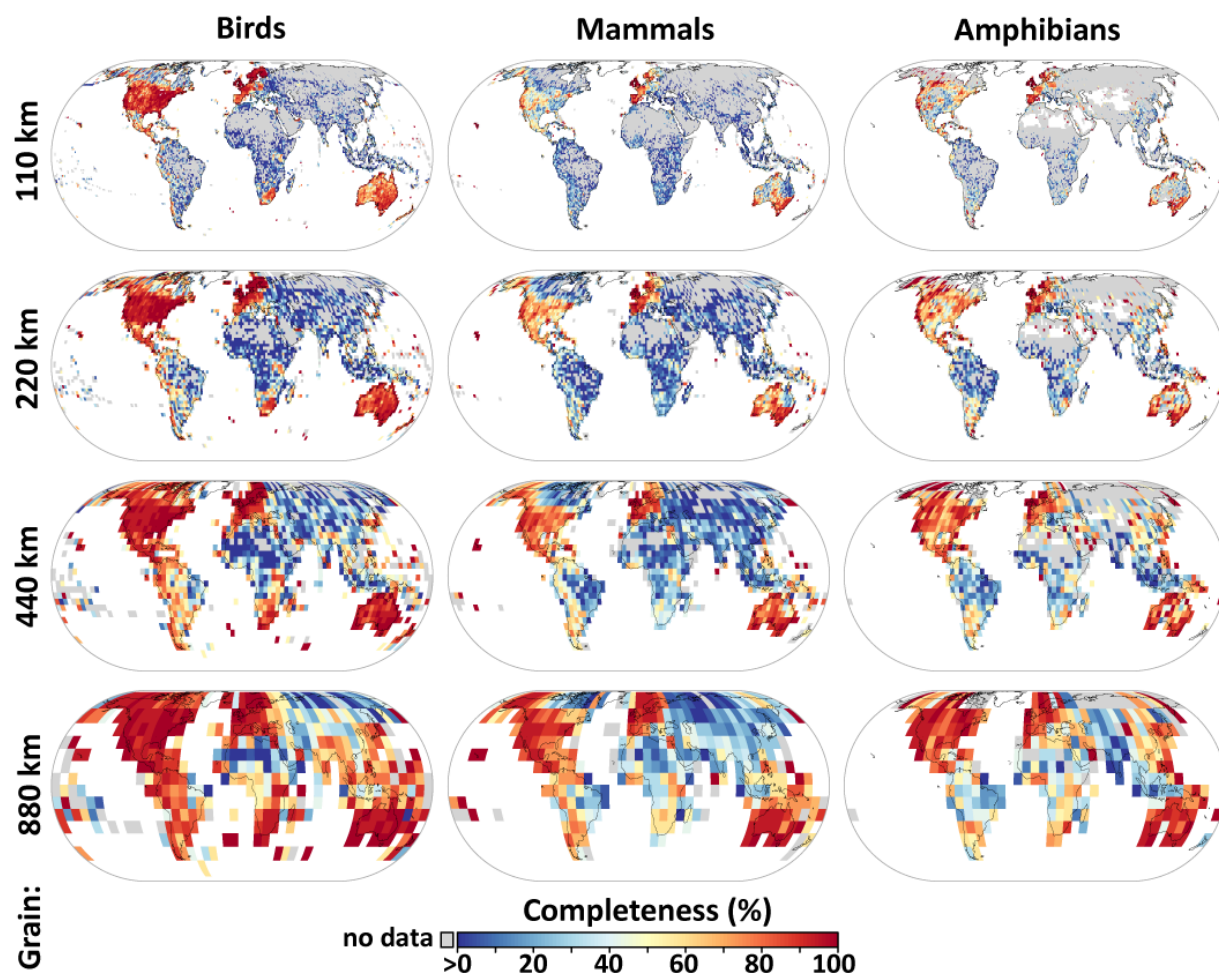 Birds Mammals Amphibians
110 km
220 km
440 km
880 km
Grain:
Completeness (%)
no data
>0 20 40 60 80 100